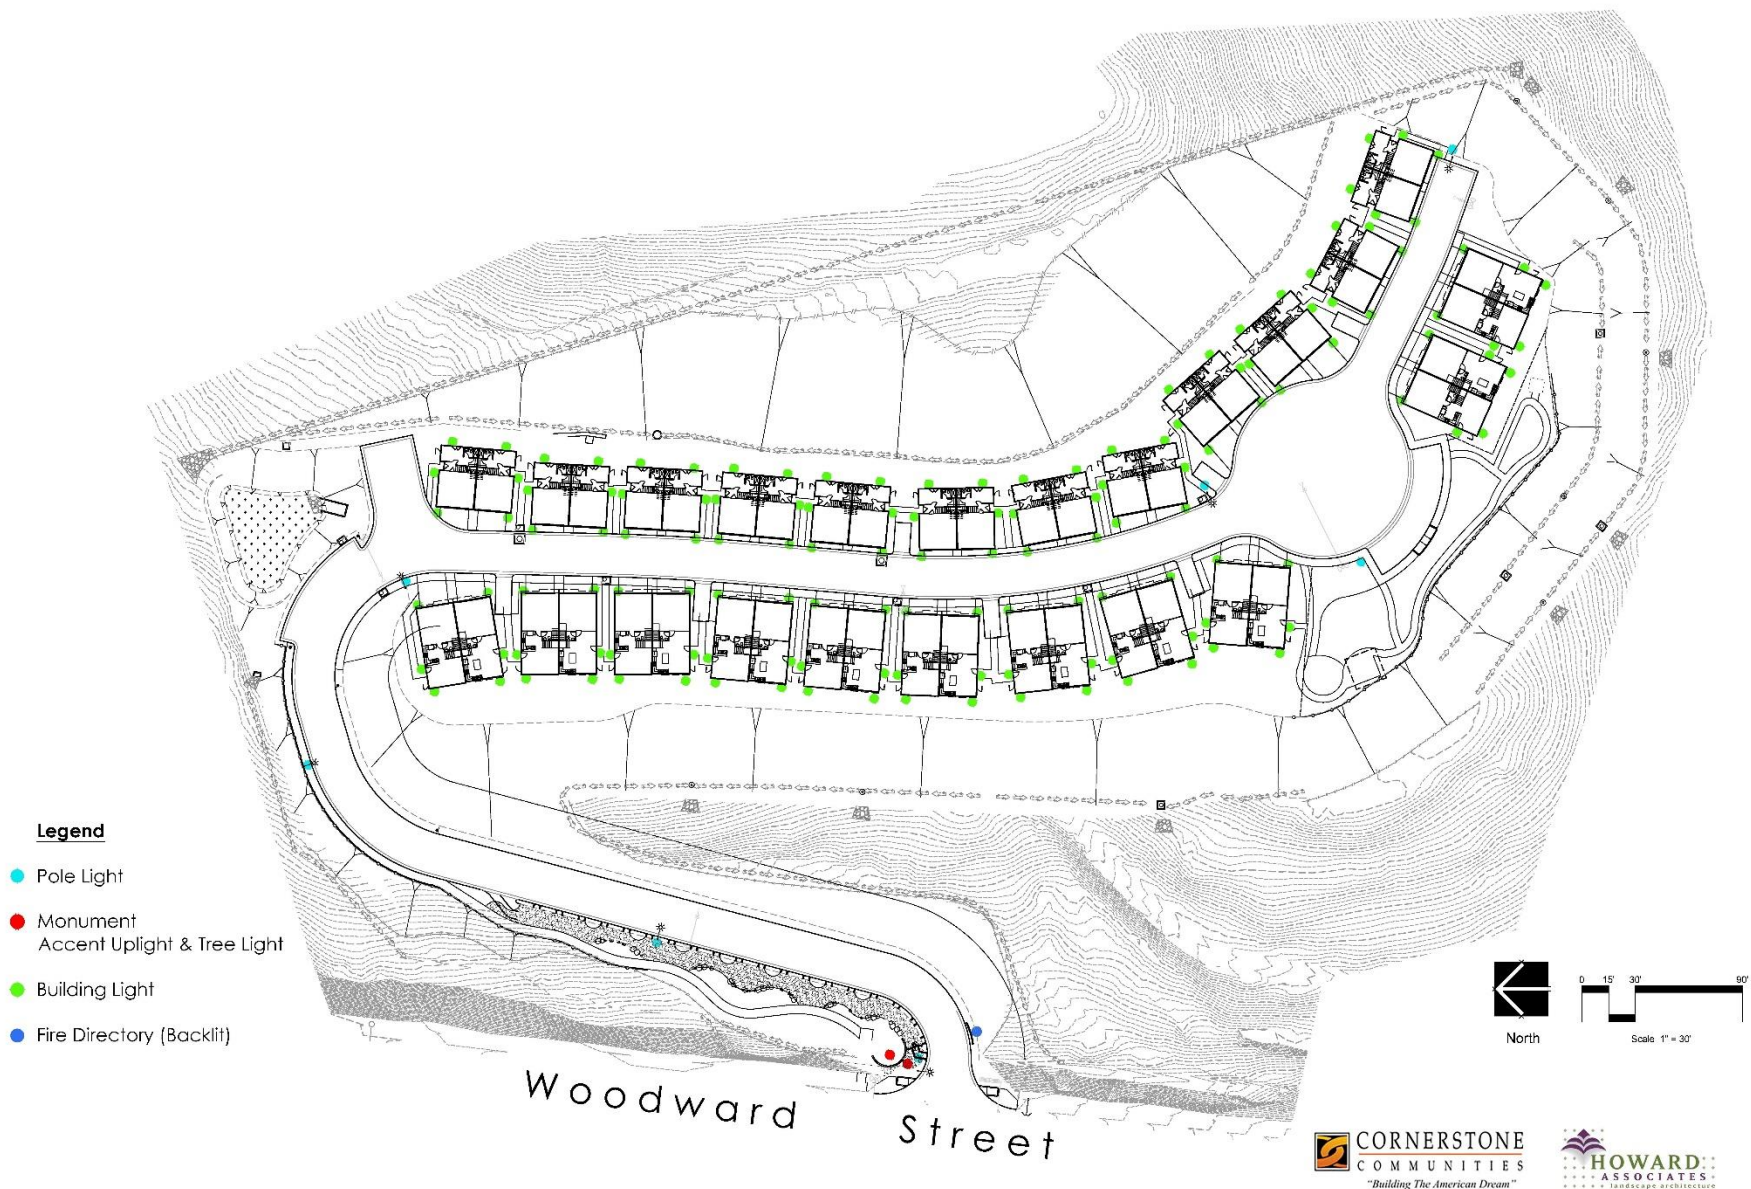 Legend
Pole Light
Monument
Accent Uplight & Tree Light
Building Light
Fire Directory (Backlit)
Woodward
Street
North
0 15' 30' 90'
Scale 1" = 30'
CORNERSTONE
COMMUNITIES
"Building The American Dream"
HOWARD
ASSOCIATES
landscape architecture